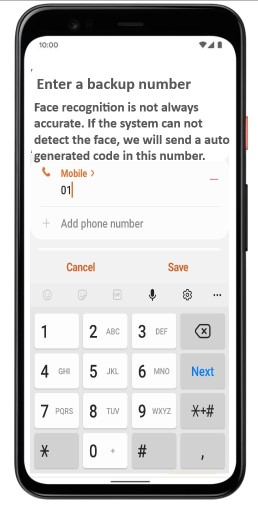 10:00
Enter a backup number
Face recognition is not always
accurate. If the system can not
detect the face, we will send a auto
generated code in this number.
Mobile >
01
+ Add phone number
Cancel Save
GIF
1 2 ABC 3 DEF
4 GHI 5 JKL 6 MNO Next
7 PQRS 8 TUV 9 WXYZ *+#
* 0 + # ,